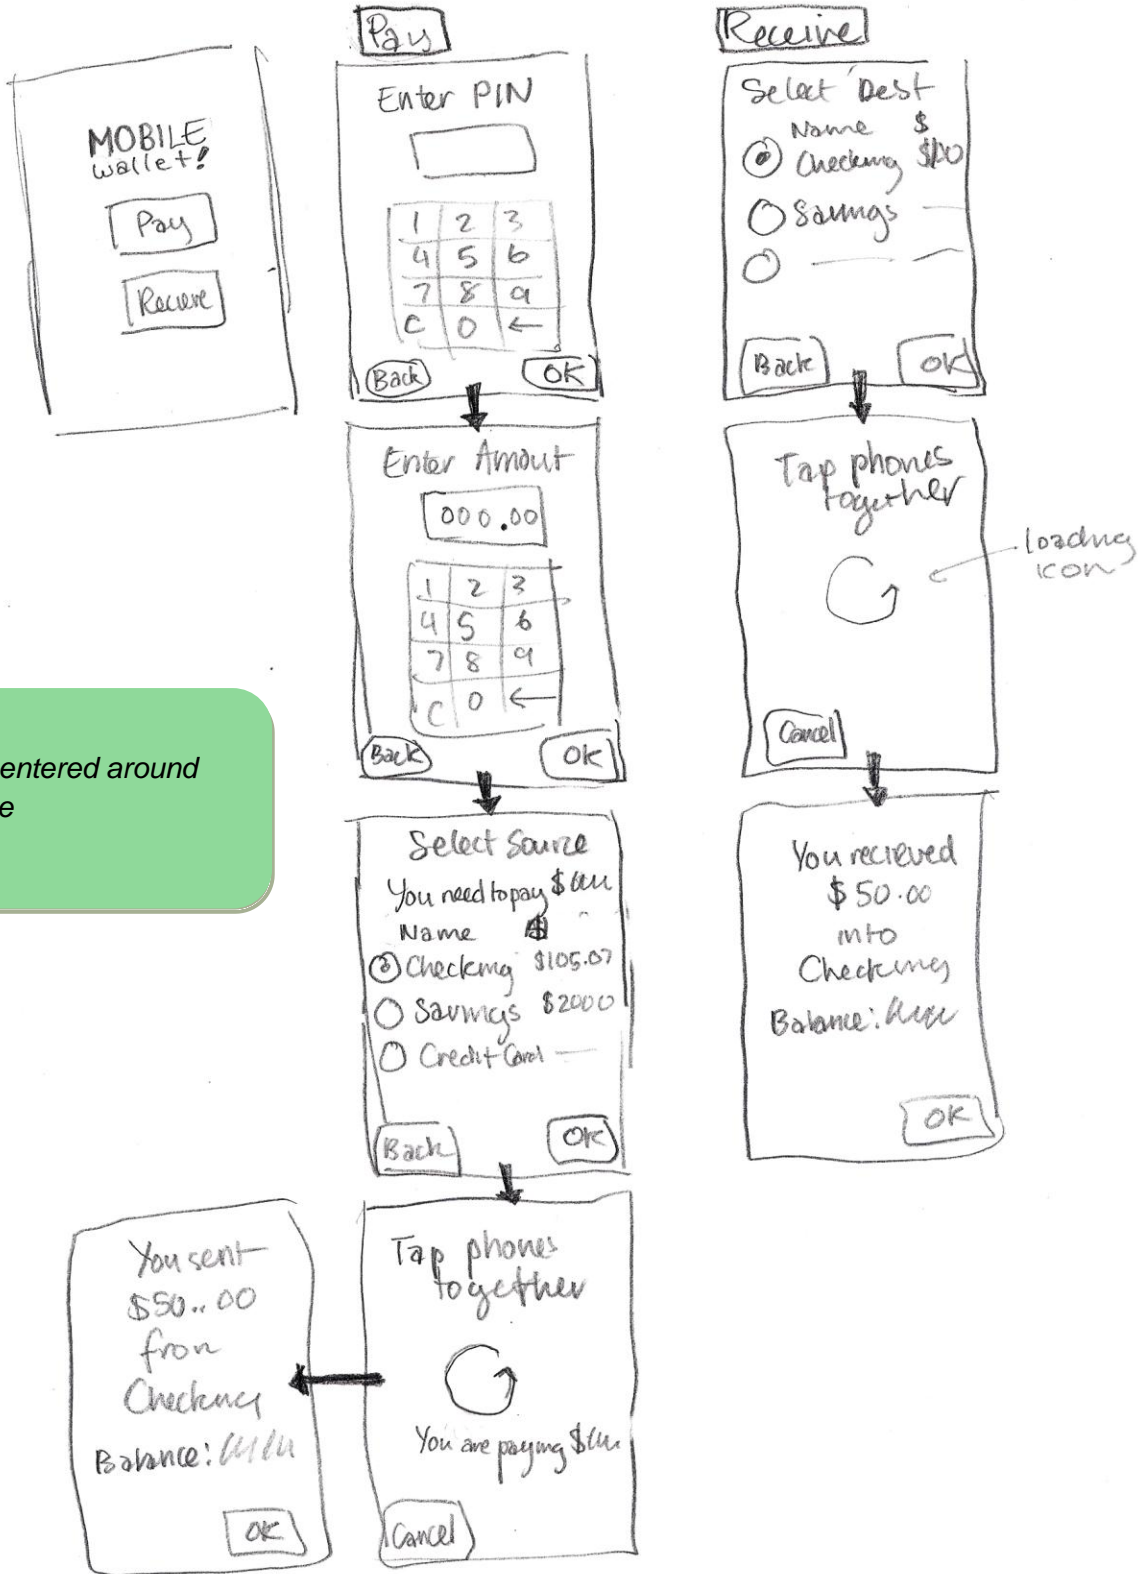 MOBILE
wallet!
Pay
Recieve
Pay
Enter PIN
1 2 3
4 5 6
7 8 9
C 0 ←
Back OK
Enter Amout
000.00
1 2 3
4 5 6
7 8 9
C 0 ←
Back OK
Select Source
You need to pay $
Name $
Checking $105.07
Savings $2000
Credit Card
Back OK
Tap phones
together
You are paying $
Cancel
You sent
$50..00
from
Checking
Balance:
OK
Receive
Select Dest
Name $
Checking $100
Savings
Back OK
Tap phones
together
loading
icon
Cancel
You recieved
$50.00
into
Checking
Balance:
OK
entered around
e